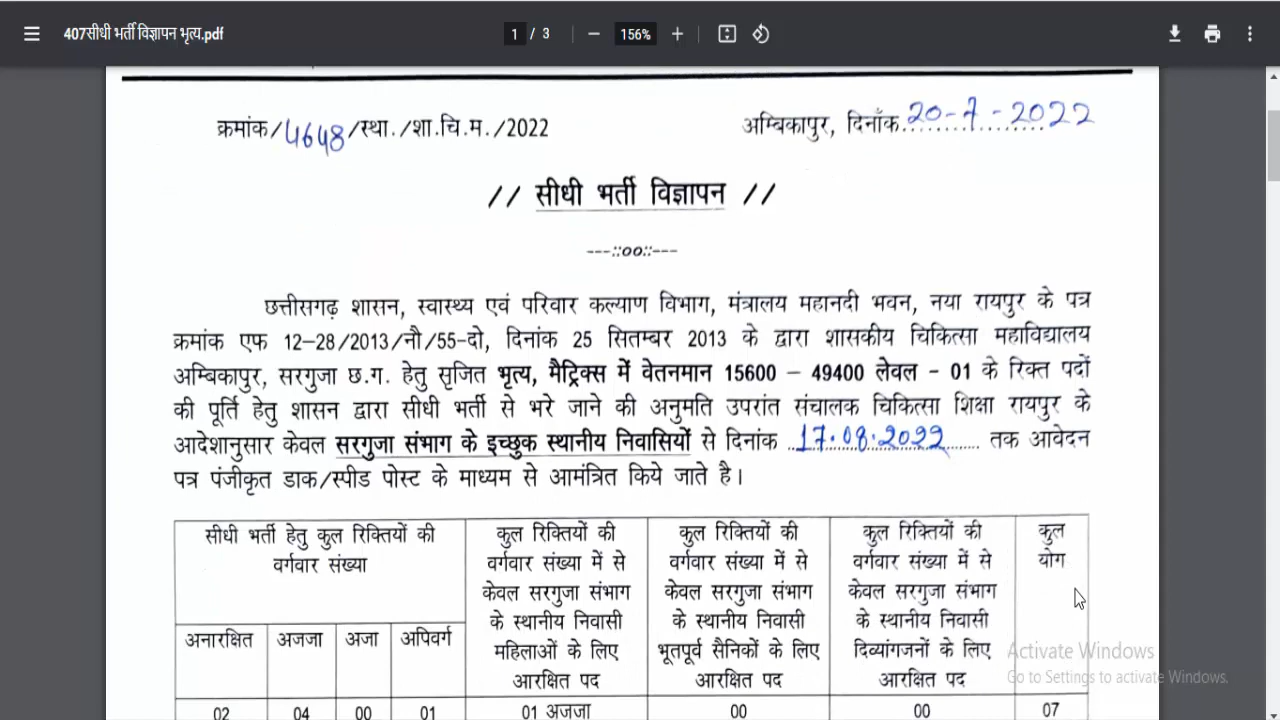 407सीधी भर्ती विज्ञापन भृत्य.pdf
1 / 3
156%
क्रमांक/4648/स्था./शा.चि.म./2022
अम्बिकापुर, दिनाँक 20-7-2022
// सीधी भर्ती विज्ञापन //
---::oo::---
छत्तीसगढ़ शासन, स्वास्थ्य एवं परिवार कल्याण विभाग, मंत्रालय महानदी भवन, नया रायपुर के पत्र
क्रमांक एफ 12-28/2013/नौ/55-दो, दिनांक 25 सितम्बर 2013 के द्वारा शासकीय चिकित्सा महाविद्यालय
अम्बिकापुर, सरगुजा छ.ग. हेतु सृजित भृत्य, मैट्रिक्स में वेतनमान 15600 – 49400 लेवल - 01 के रिक्त पदों
की पूर्ति हेतु शासन द्वारा सीधी भर्ती से भरे जाने की अनुमति उपरांत संचालक चिकित्सा शिक्षा रायपुर के
आदेशानुसार केवल सरगुजा संभाग के इच्छुक स्थानीय निवासियों से दिनांक 17.08.2022 तक आवेदन
पत्र पंजीकृत डाक/स्पीड पोस्ट के माध्यम से आमंत्रित किये जाते है।
सीधी भर्ती हेतु कुल रिक्तियों की
वर्गवार संख्या
अनारक्षित अजजा अजा अपिवर्ग
कुल रिक्तियों की
वर्गवार संख्या में से
केवल सरगुजा संभाग
के स्थानीय निवासी
महिलाओं के लिए
आरक्षित पद
कुल रिक्तियों की
वर्गवार संख्या में से
केवल सरगुजा संभाग
के स्थानीय निवासी
भूतपूर्व सैनिकों के लिए
आरक्षित पद
कुल रिक्तियों की
वर्गवार संख्या में से
केवल सरगुजा संभाग
के स्थानीय निवासी
दिव्यांगजनों के लिए
आरक्षित पद
कुल
योग
02 04 00 01 01 अजजा 00 00 07
Activate Windows
Go to Settings to activate Windows.